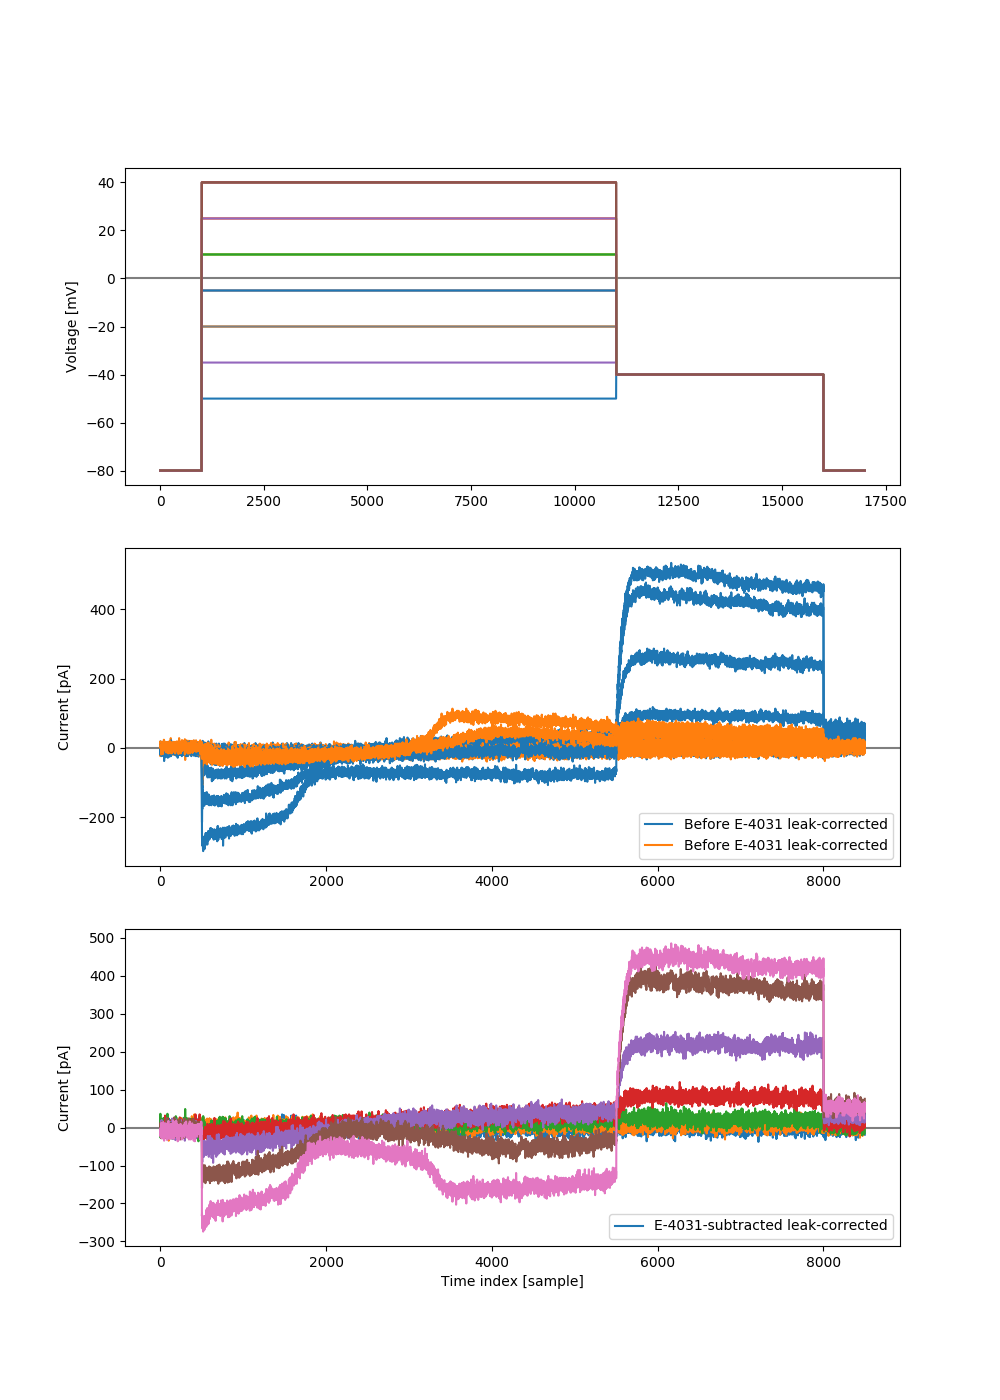 40
20
0
−20
−40
−60
−80
Voltage [mV]
0 2500 5000 7500 10000 12500 15000 17500
400
200
0
−200
Current [pA]
Before E-4031 leak-corrected
Before E-4031 leak-corrected
0 2000 4000 6000 8000
500
400
300
200
100
0
−100
−200
−300
Current [pA]
E-4031-subtracted leak-corrected
0 2000 4000 6000 8000
Time index [sample]